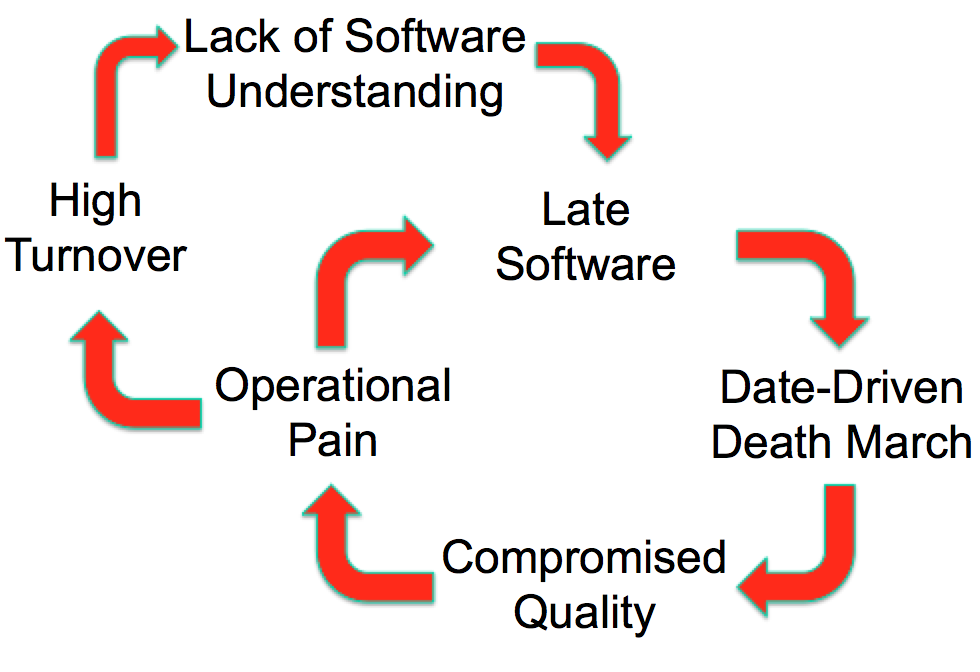 Lack of Software
Understanding
High
Turnover
Late
Software
Operational
Pain
Date-Driven
Death March
Compromised
Quality